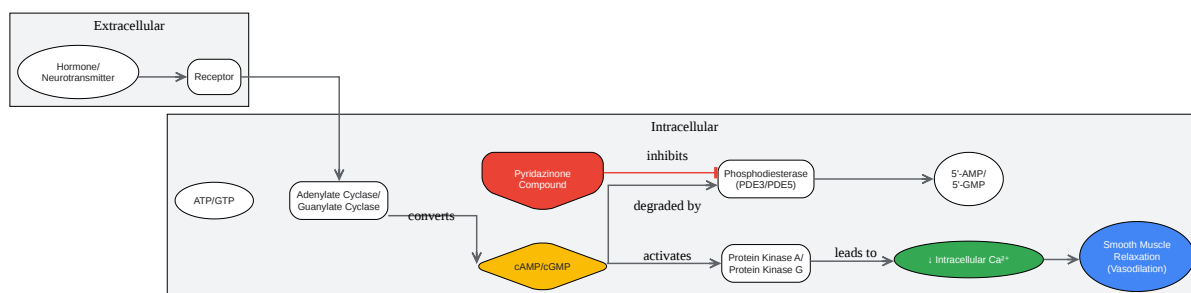 Extracellular
Hormone/
Neurotransmitter
Receptor
Intracellular
ATP/GTP
Adenylate Cyclase/
Guanylate Cyclase
converts
Pyridazinone
Compound
inhibits
Phosphodiesterase
(PDE3/PDE5)
5'-AMP/
5'-GMP
degraded by
cAMP/cGMP
activates
Protein Kinase A/
Protein Kinase G
leads to
↓ Intracellular Ca²⁺
Smooth Muscle
Relaxation
(Vasodilation)